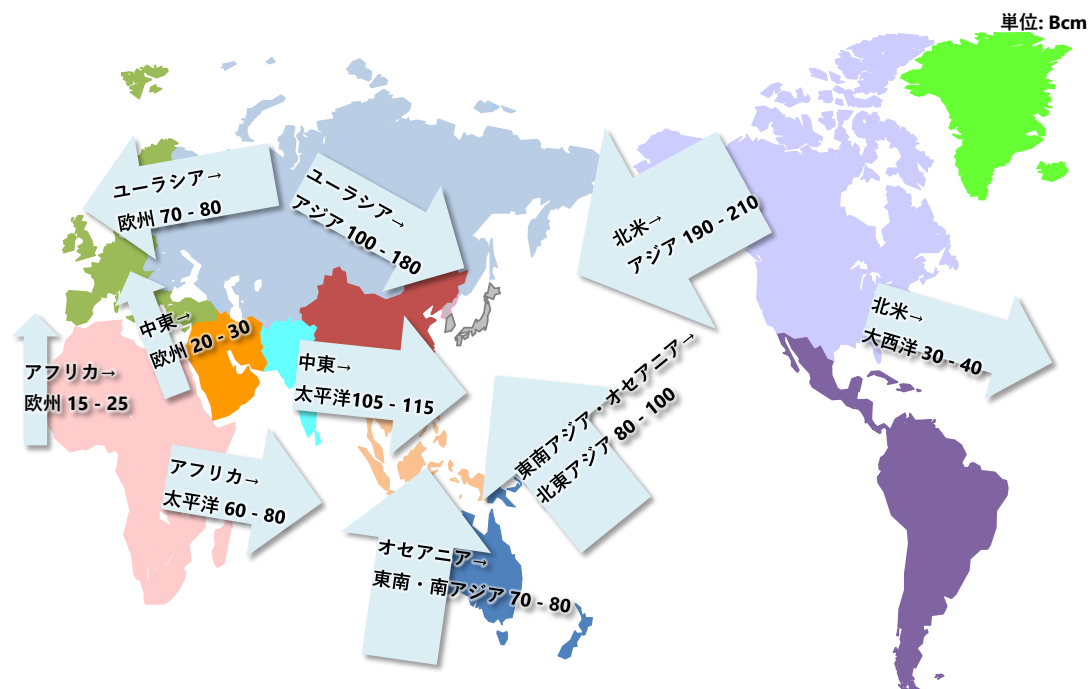 単位: Bcm
ユーラシア→
欧州 70 - 80
ユーラシア→
アジア 100 - 180
北米→
アジア 190 - 210
中東→
欧州 20 - 30
北米→
大西洋 30 - 40
アフリカ→
欧州 15 - 25
中東→
太平洋105 - 115
東南アジア・オセアニア→
北東アジア 80 - 100
アフリカ→
太平洋 60 - 80
オセアニア→
東南・南アジア 70 - 80